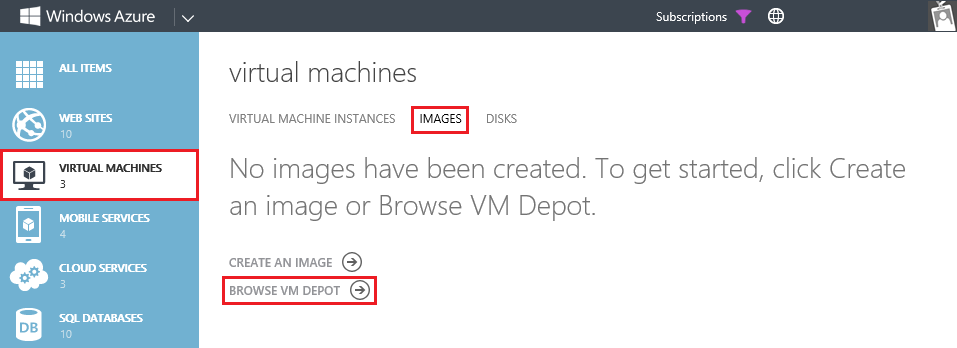 Windows Azure
Subscriptions
ALL ITEMS
WEB SITES
10
VIRTUAL MACHINES
3
MOBILE SERVICES
4
CLOUD SERVICES
3
DB
SQL DATABASES
10
virtual machines
VIRTUAL MACHINE INSTANCES IMAGES DISKS
No images have been created. To get started, click Create
an image or Browse VM Depot.
CREATE AN IMAGE
BROWSE VM DEPOT